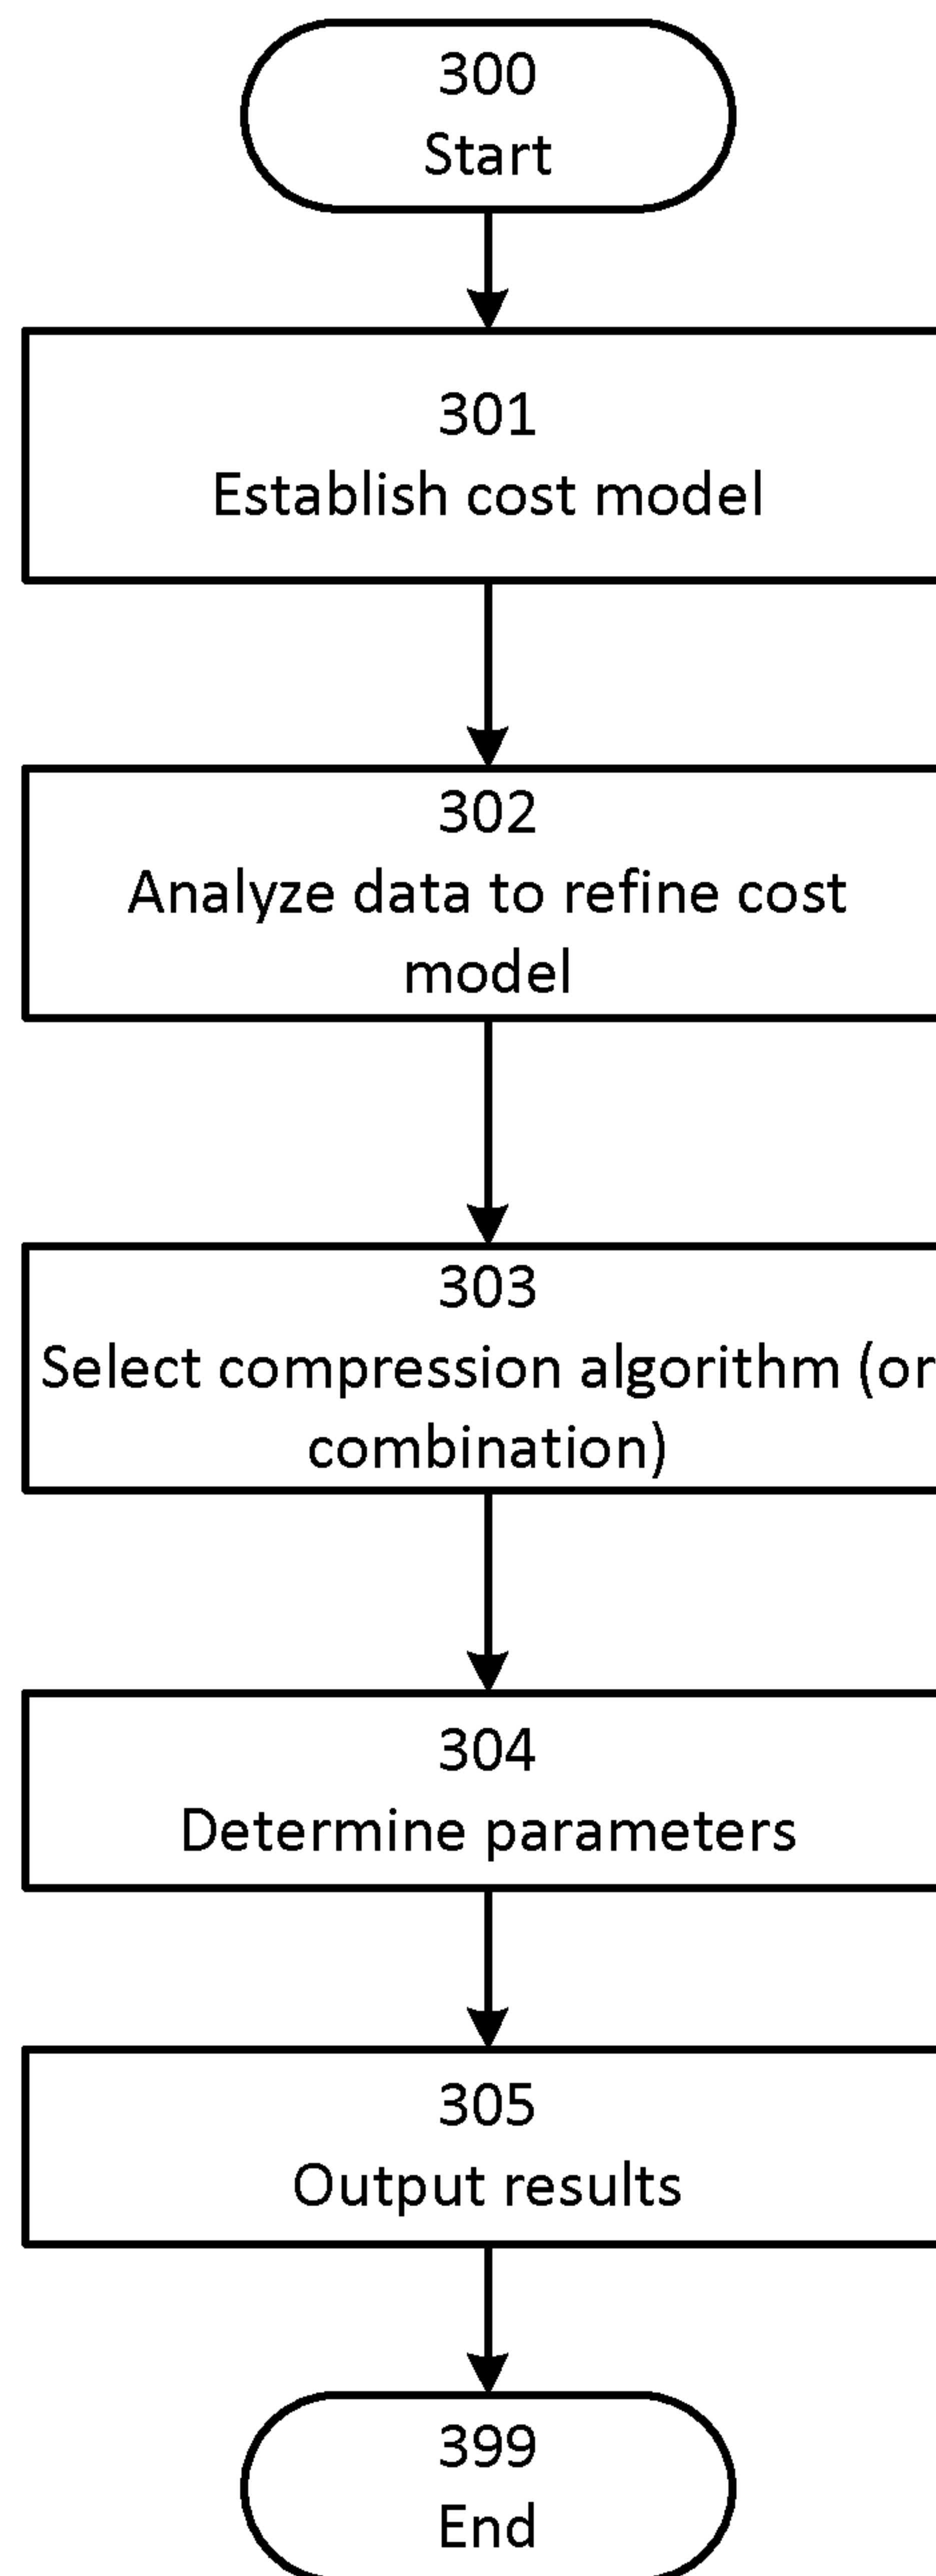 300
Start
301
Establish cost model
302
Analyze data to refine cost
model
303
Select compression algorithm (or
combination)
304
Determine parameters
305
Output results
399
End